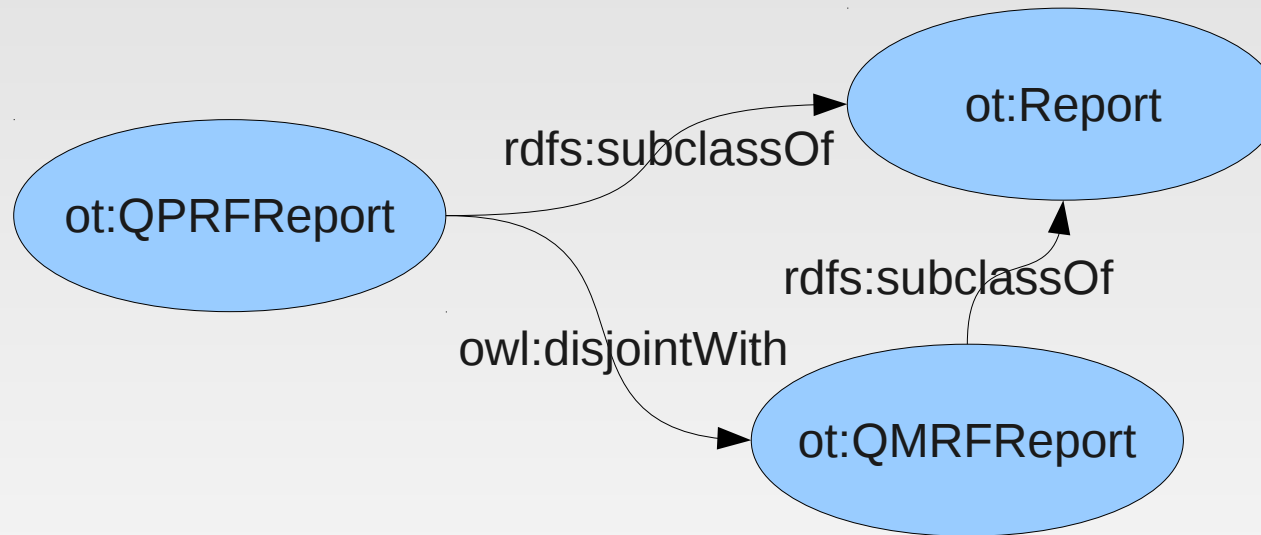 ot:Report
rdfs:subclassOf
ot:QPRFReport
rdfs:subclassOf
owl:disjointWith
ot:QMRFReport